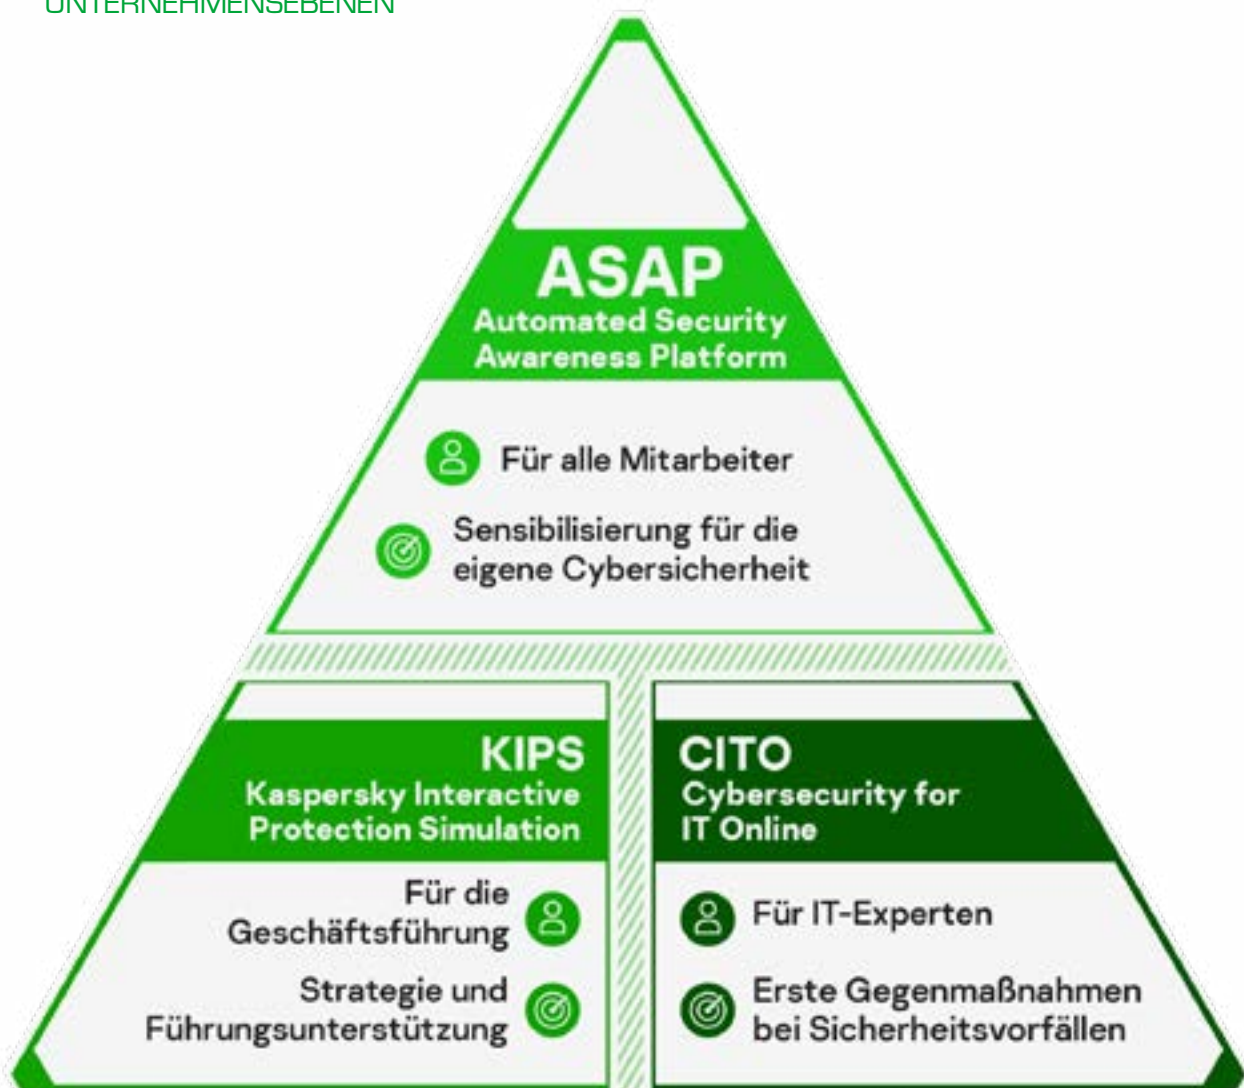 UNTERNEHMENSEBENEN
ASAP
Automated Security
Awareness Platform
Für alle Mitarbeiter
Sensibilisierung für die
eigene Cybersicherheit
KIPS
Kaspersky Interactive
Protection Simulation
Für die
Geschäftsführung
Strategie und
Führungsunterstützung
CITO
Cybersecurity for
IT Online
Für IT-Experten
Erste Gegenmaßnahmen
bei Sicherheitsvorfällen